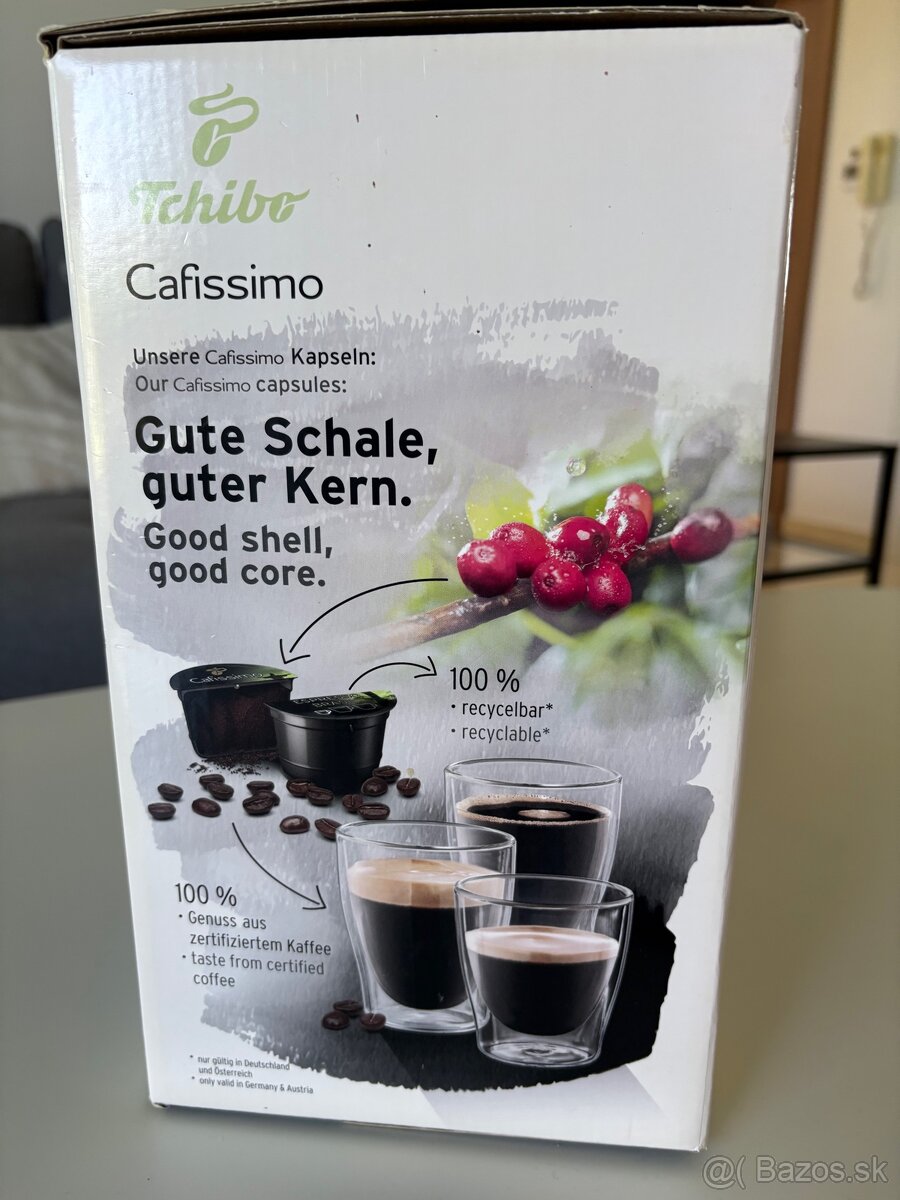 Tchibo
Cafissimo
Unsere Cafissimo Kapseln:
Our Cafissimo capsules:
Gute Schale,
guter Kern.
Good shell,
good core.
Cafissimo
ESPRESSO
100 %
• recycelbar*
• recyclable*
100 %
• Genuss aus
zertifiziertem Kaffee
• taste from certified
coffee
* nur gültig in Deutschland
und Österreich
* only valid in Germany & Austria
@( Bazos.sk